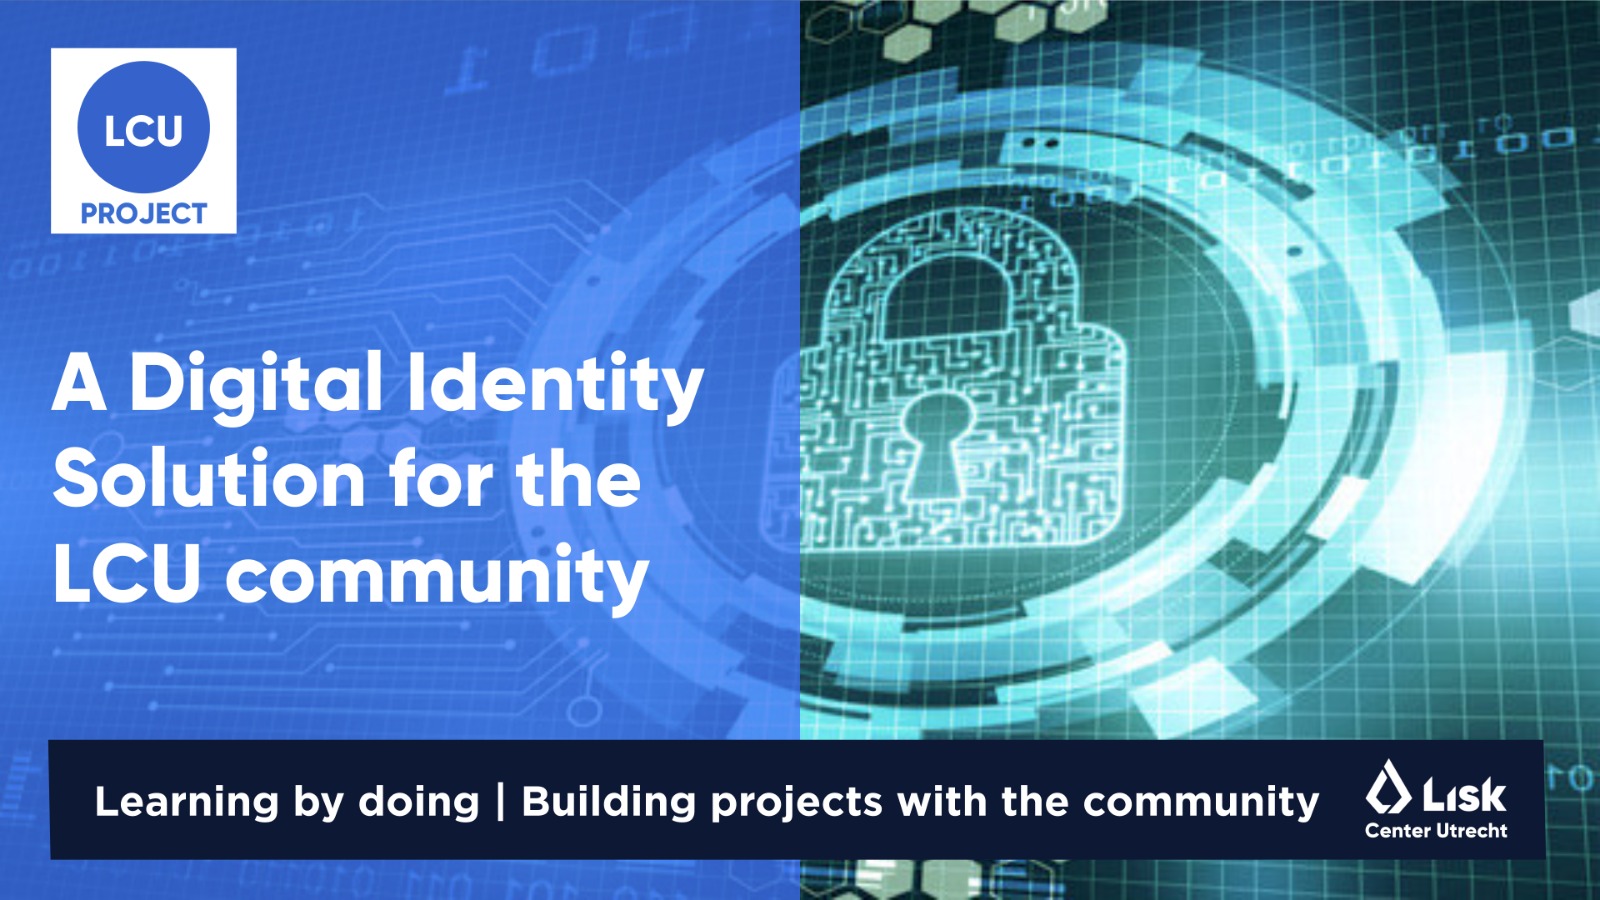 LCU
PROJECT
A Digital Identity
Solution for the
LCU community
Learning by doing | Building projects with the community
Lisk
Center Utrecht